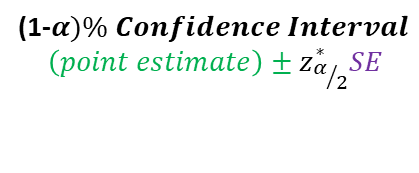 (1-α)% Confidence Interval
(point estimate) ± z*α/2 SE